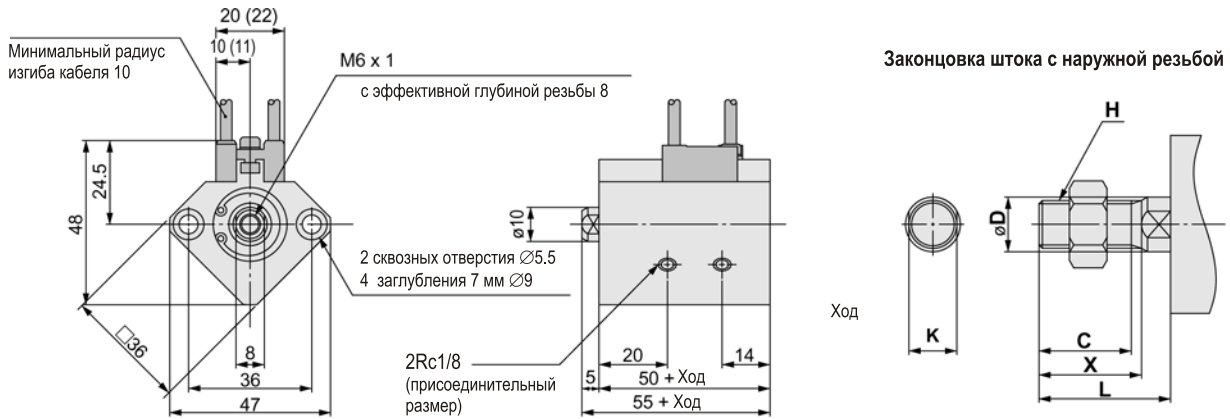 20 (22)
10 (11)
Минимальный радиус
изгиба кабеля 10
M6 x 1
с эффективной глубиной резьбы 8
48
24.5
2 сквозных отверстия ∅5.5
4 заглубления 7 мм ∅9
□36
8
36
47
ø10
2Rc1/8
(присоединительный
размер)
20
14
5
50 + Ход
55 + Ход
Ход
Законцовка штока с наружной резьбой
H
øD
K
C
X
L